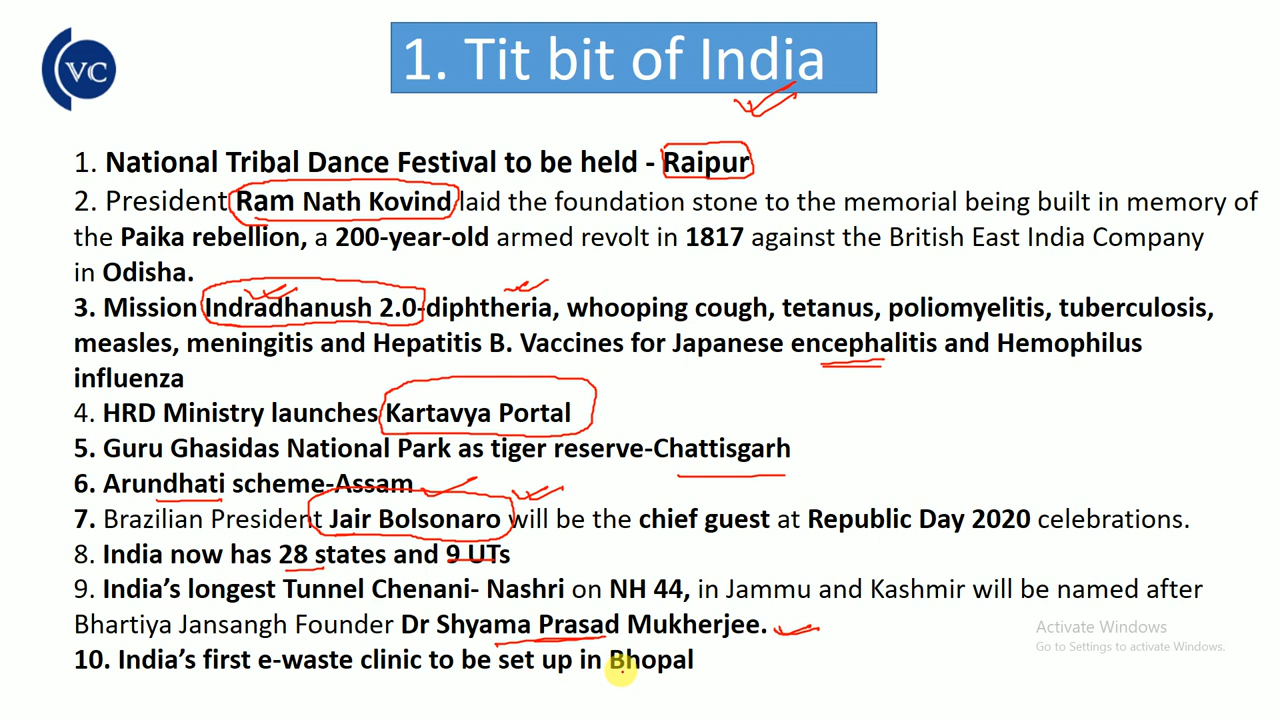 VC
1. Tit bit of India
1. National Tribal Dance Festival to be held - Raipur
2. President Ram Nath Kovind laid the foundation stone to the memorial being built in memory of
the Paika rebellion, a 200-year-old armed revolt in 1817 against the British East India Company
in Odisha.
3. Mission Indradhanush 2.0-diphtheria, whooping cough, tetanus, poliomyelitis, tuberculosis,
measles, meningitis and Hepatitis B. Vaccines for Japanese encephalitis and Hemophilus
influenza
4. HRD Ministry launches Kartavya Portal
5. Guru Ghasidas National Park as tiger reserve-Chattisgarh
6. Arundhati scheme-Assam
7. Brazilian President Jair Bolsonaro will be the chief guest at Republic Day 2020 celebrations.
8. India now has 28 states and 9 UTs
9. India’s longest Tunnel Chenani- Nashri on NH 44, in Jammu and Kashmir will be named after
Bhartiya Jansangh Founder Dr Shyama Prasad Mukherjee.
10. India’s first e-waste clinic to be set up in Bhopal
Activate Windows
Go to Settings to activate Windows.